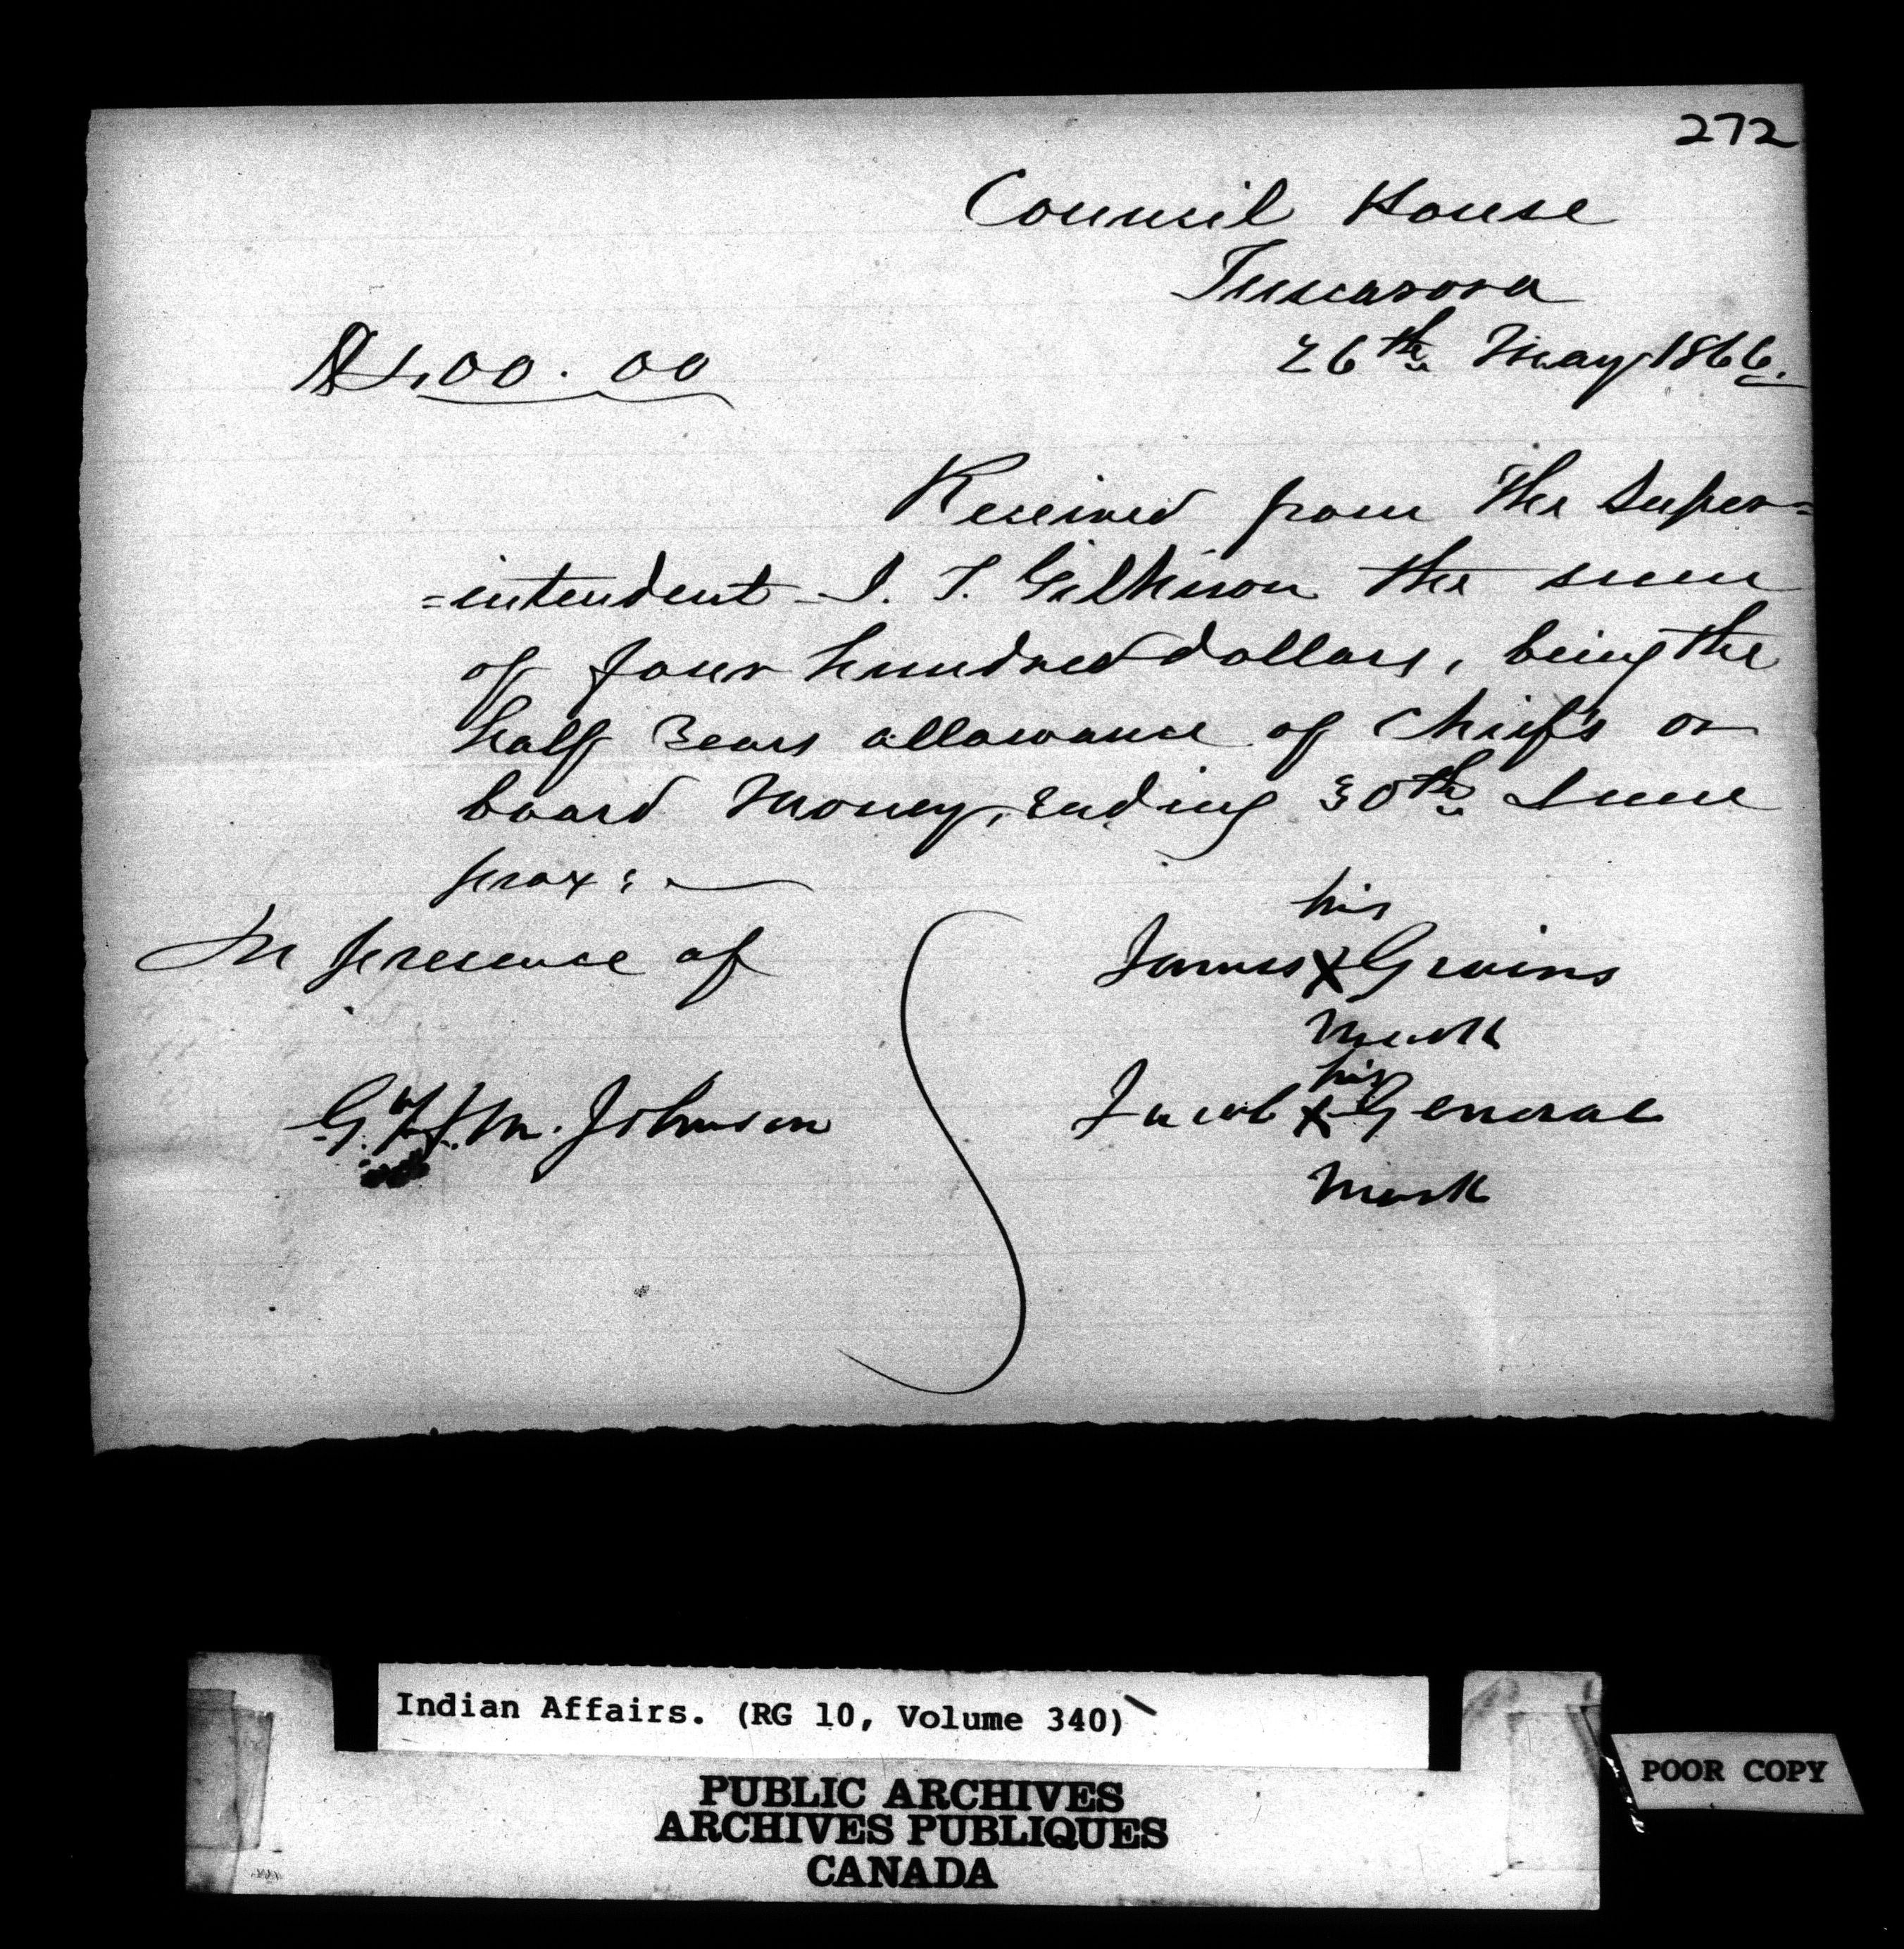 272
Council House
Tuscarora
26th May 1866.
$400.00
Received from the Super=
=intendent J. T. Gilkison the sum
of four hundred dollars, being the
half Years allowance of Chief's or
board Money, Ending 30th June
prox:
In presence of
his
James X Givins
Mark
his
G. H. M. Johnson
Jacob X General
Mark
Indian Affairs. (RG 10, Volume 340)
PUBLIC ARCHIVES
ARCHIVES PUBLIQUES
CANADA
POOR COPY